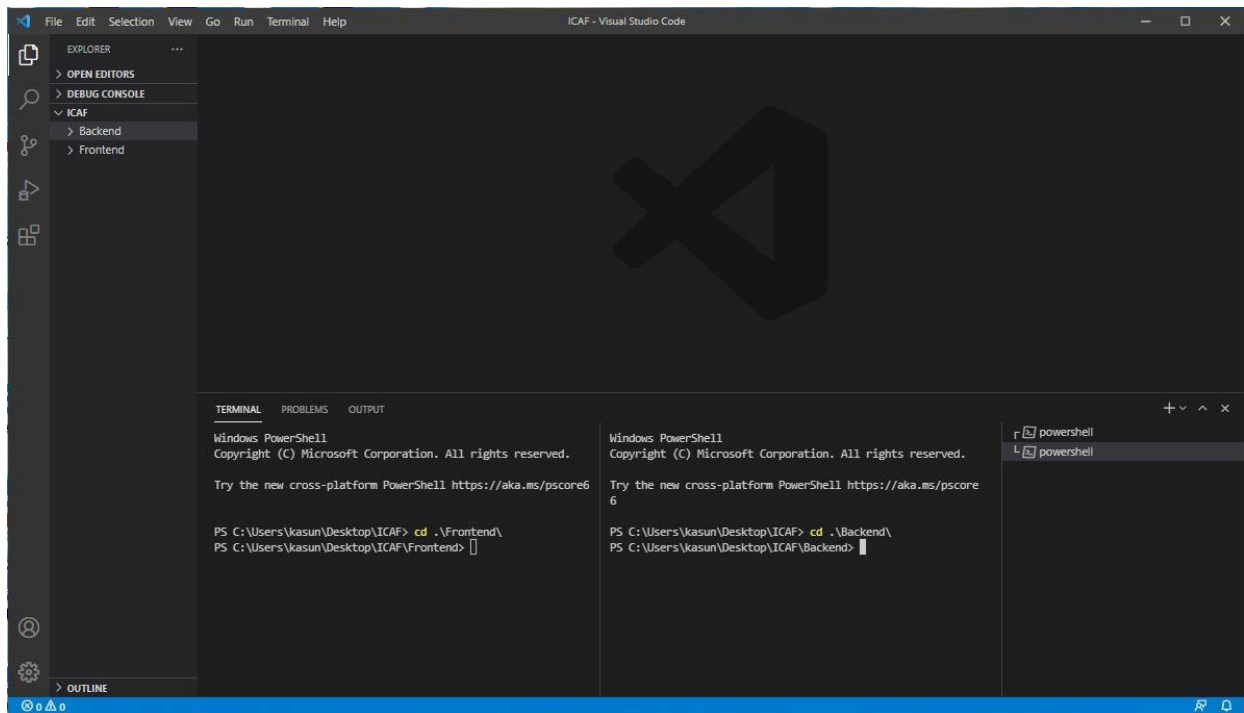 File Edit Selection View Go Run Terminal Help
ICAF - Visual Studio Code
EXPLORER
OPEN EDITORS
DEBUG CONSOLE
ICAF
Backend
Frontend
OUTLINE
TERMINAL PROBLEMS OUTPUT
Windows PowerShell
Copyright (C) Microsoft Corporation. All rights reserved.
Try the new cross-platform PowerShell https://aka.ms/pscore6
PS C:\Users\kasun\Desktop\ICAF> cd .\Frontend\
PS C:\Users\kasun\Desktop\ICAF\Frontend>
Windows PowerShell
Copyright (C) Microsoft Corporation. All rights reserved.
Try the new cross-platform PowerShell https://aka.ms/pscore
6
PS C:\Users\kasun\Desktop\ICAF> cd .\Backend\
PS C:\Users\kasun\Desktop\ICAF\Backend>
powershell
powershell
0 0